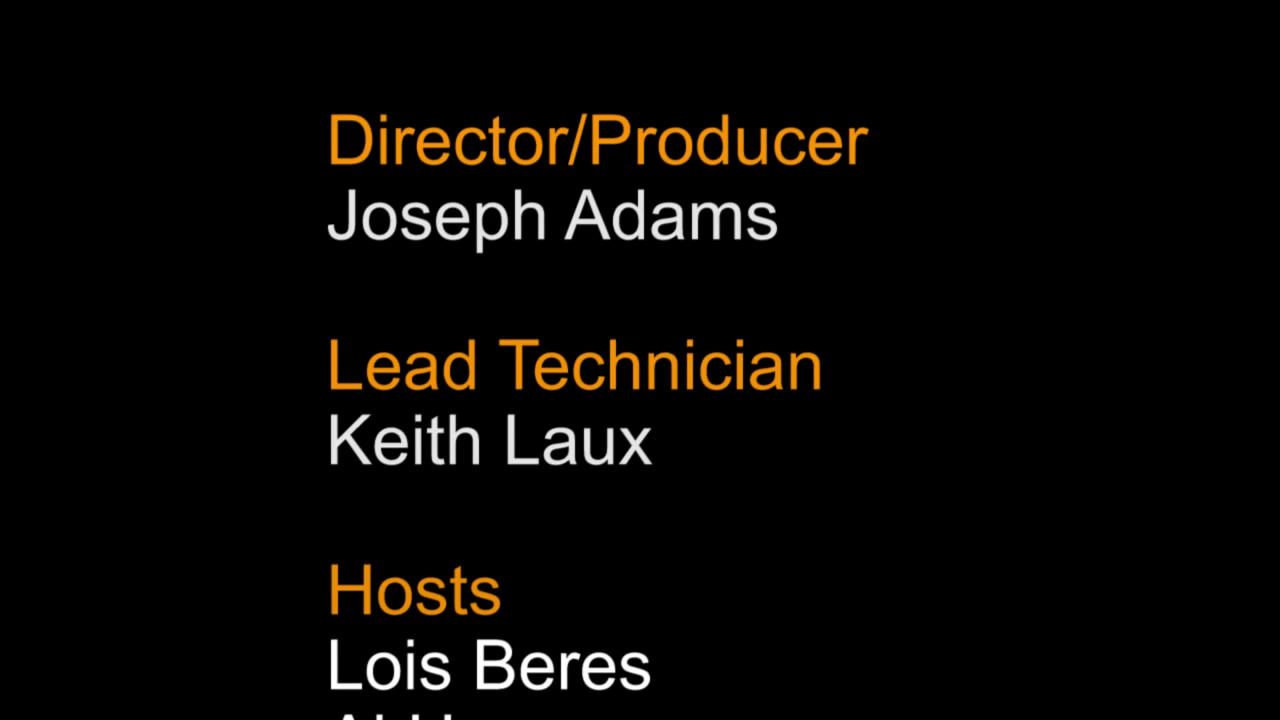 Director/Producer
Joseph Adams
Lead Technician
Keith Laux
Hosts
Lois Beres